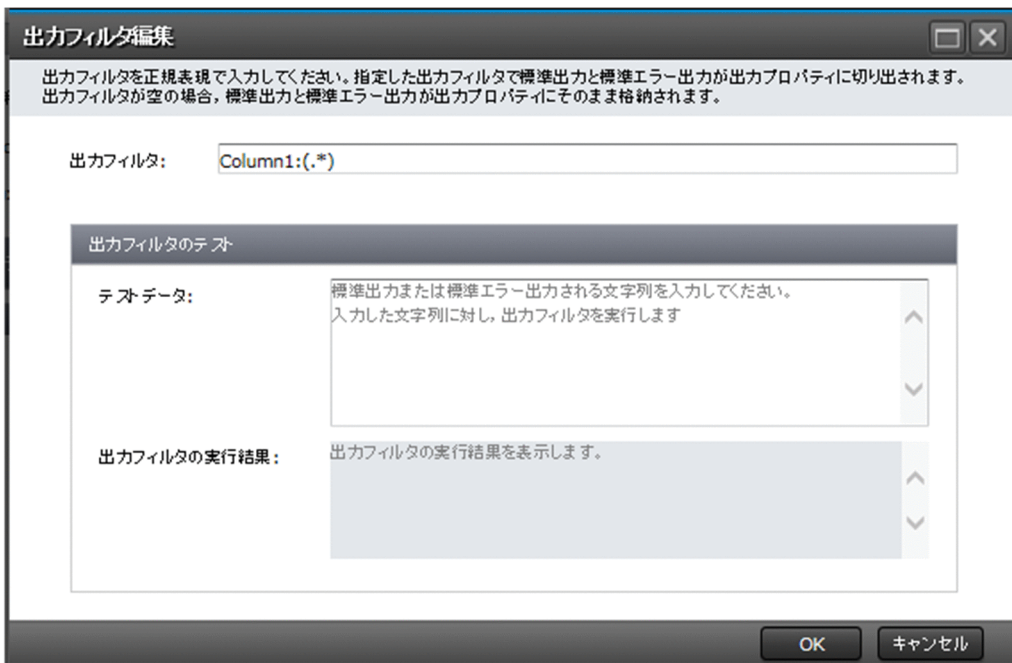 出力フィルタ編集
出力フィルタを正規表現で入力してください。指定した出力フィルタで標準出力と標準エラー出力が出力プロパティに切り出されます。
出力フィルタが空の場合，標準出力と標準エラー出力が出力プロパティにそのまま格納されます。
出力フィルタ: Column1:(.*)
出力フィルタのテスト
テストデータ: 標準出力または標準エラー出力される文字列を入力してください。
入力した文字列に対し，出力フィルタを実行します
出力フィルタの実行結果: 出力フィルタの実行結果を表示します。
OK キャンセル